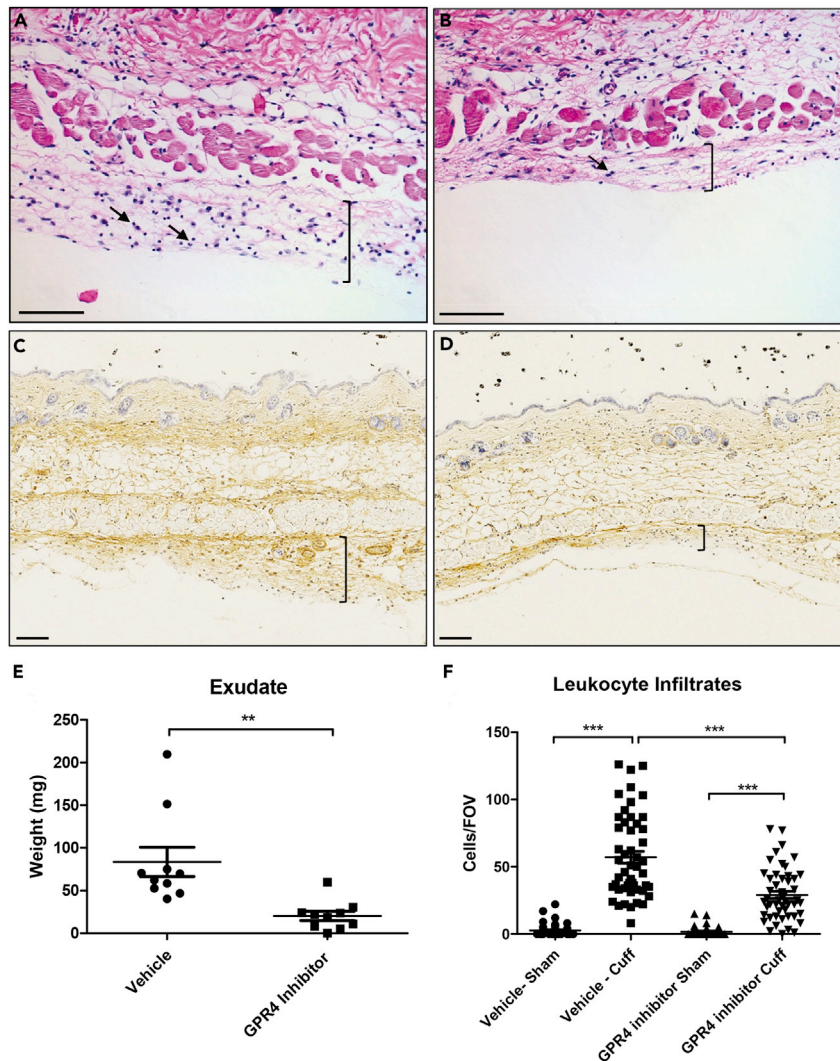 A
B
C
D
E
Exudate
**
250
200
150
100
50
0
Weight (mg)
Vehicle
GPR4 Inhibitor
F
Leukocyte Infiltrates
***
***
***
150
100
50
0
Cells/FOV
Vehicle- Sham
Vehicle - Cuff
GPR4 inhibitor Sham
GPR4 inhibitor Cuff